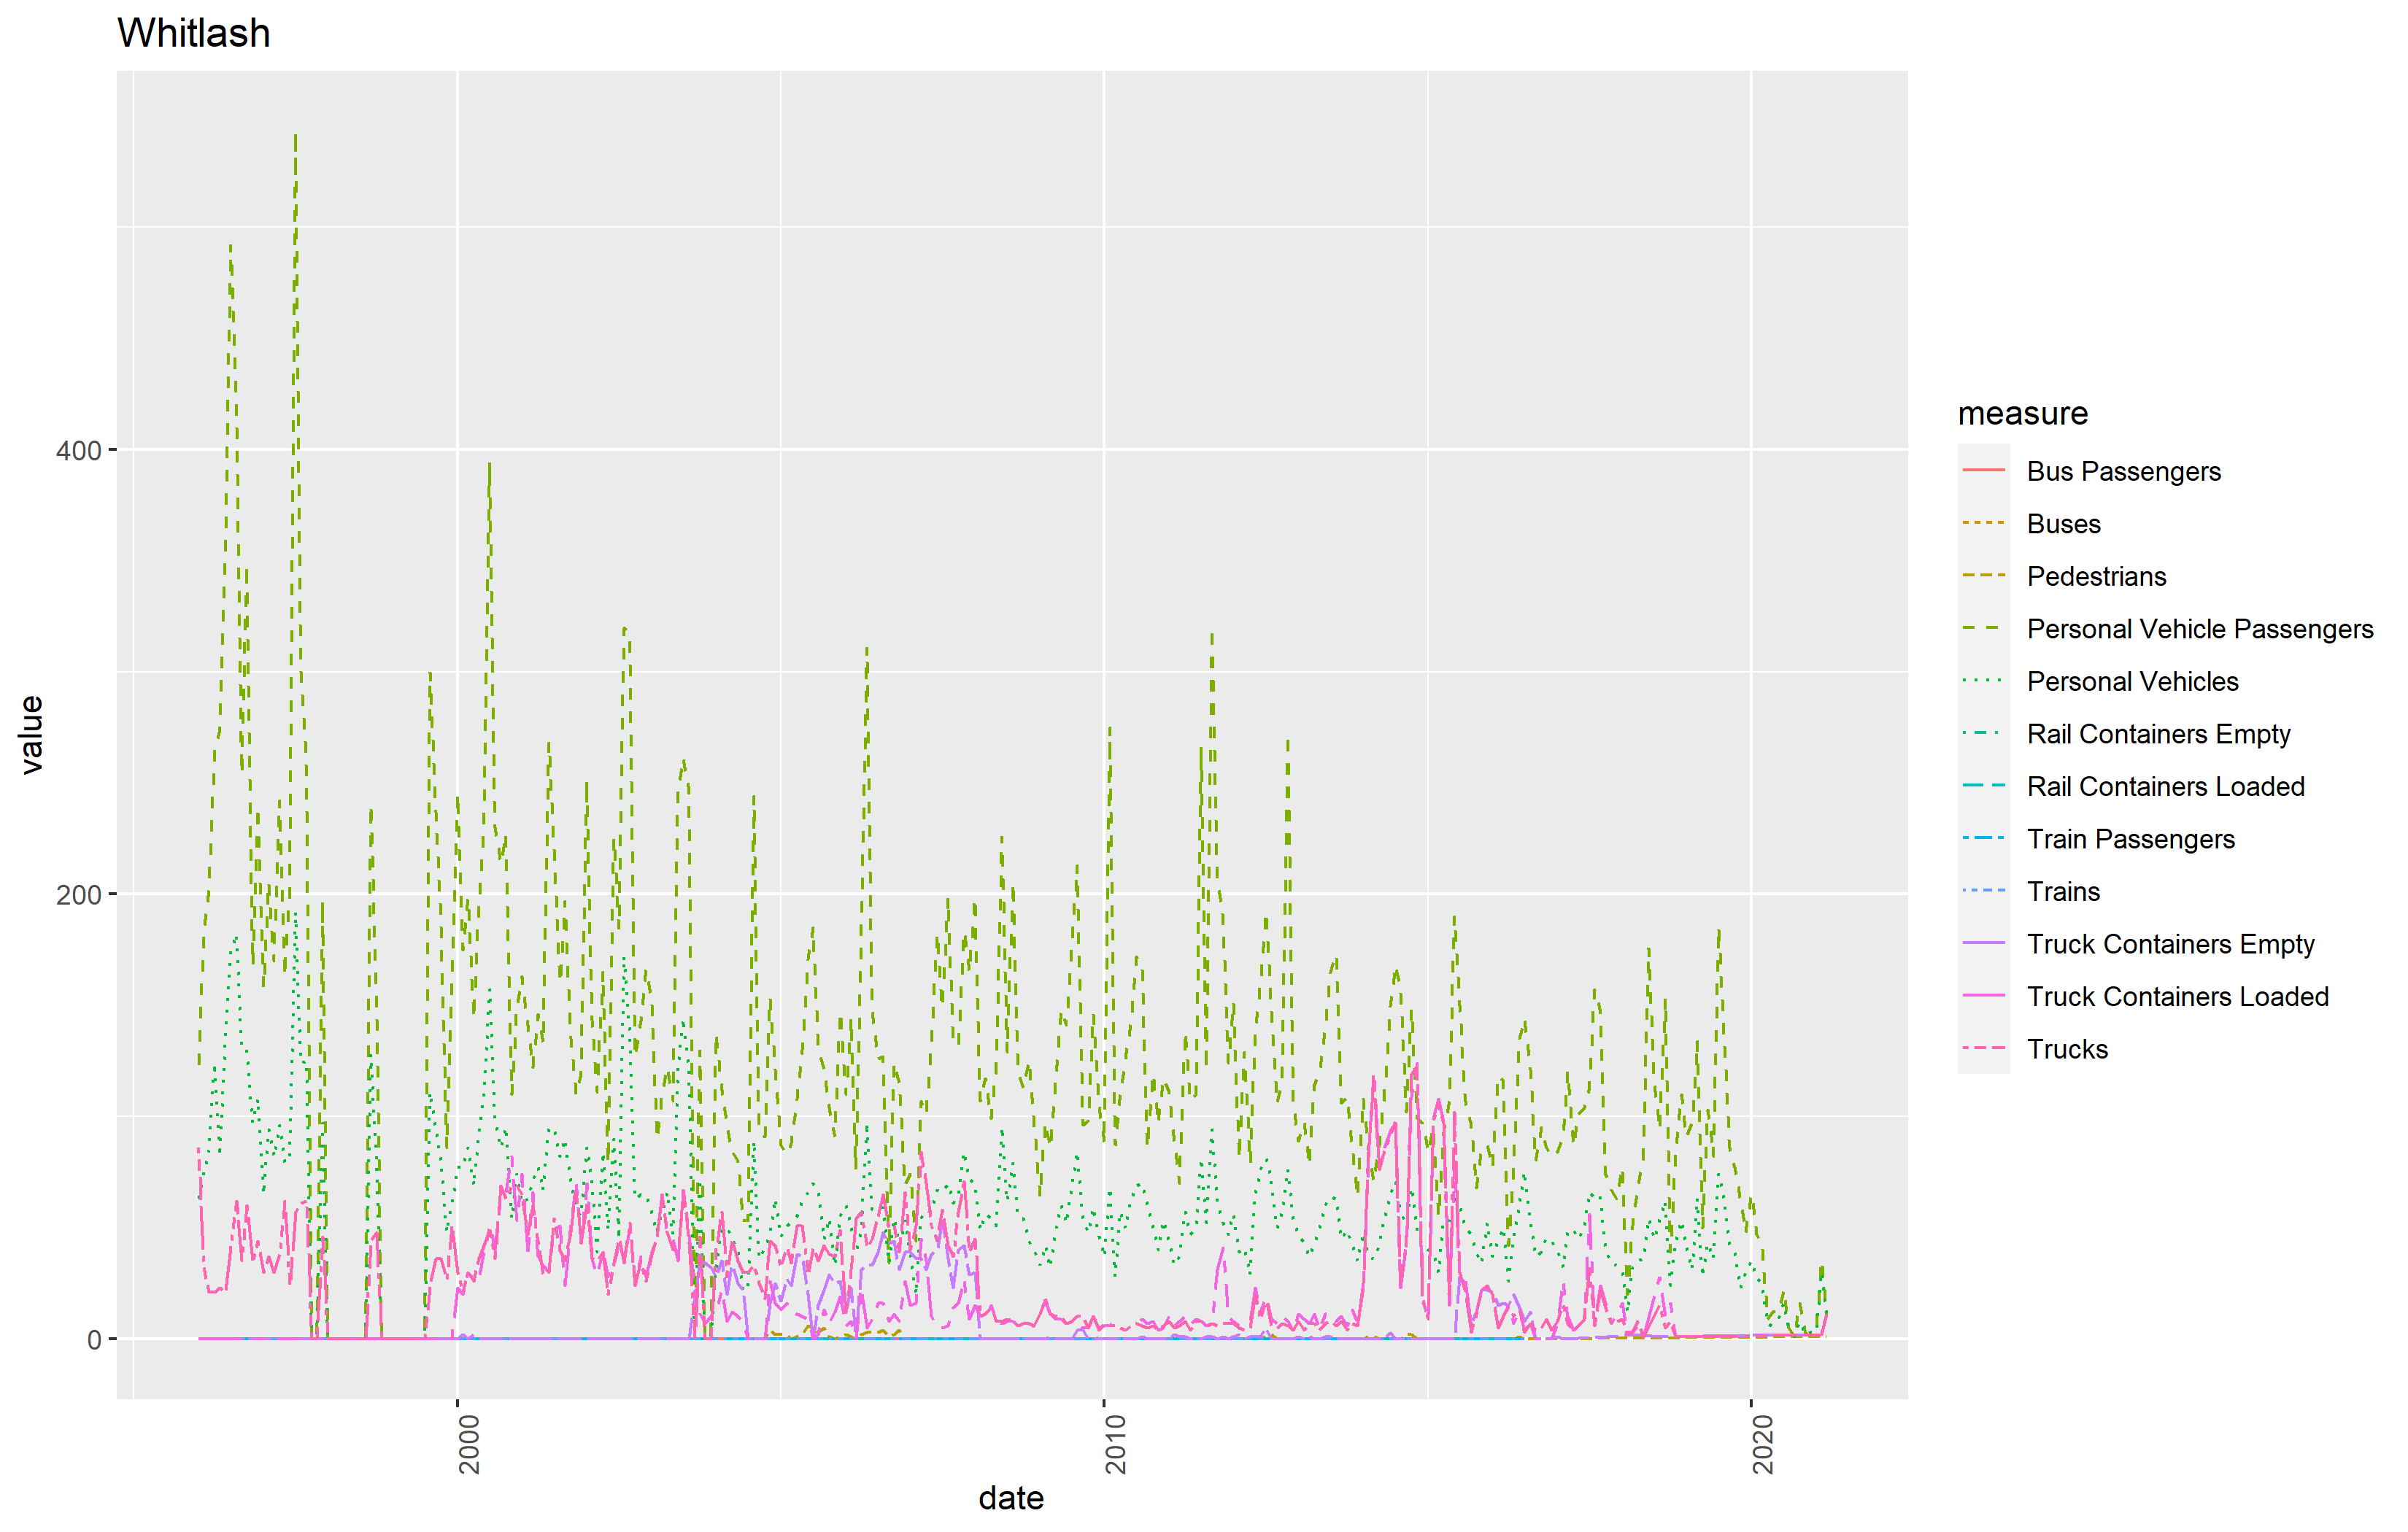 Whitlash
value
400
200
0
2000
2010
2020
date
measure
Bus Passengers
Buses
Pedestrians
Personal Vehicle Passengers
Personal Vehicles
Rail Containers Empty
Rail Containers Loaded
Train Passengers
Trains
Truck Containers Empty
Truck Containers Loaded
Trucks